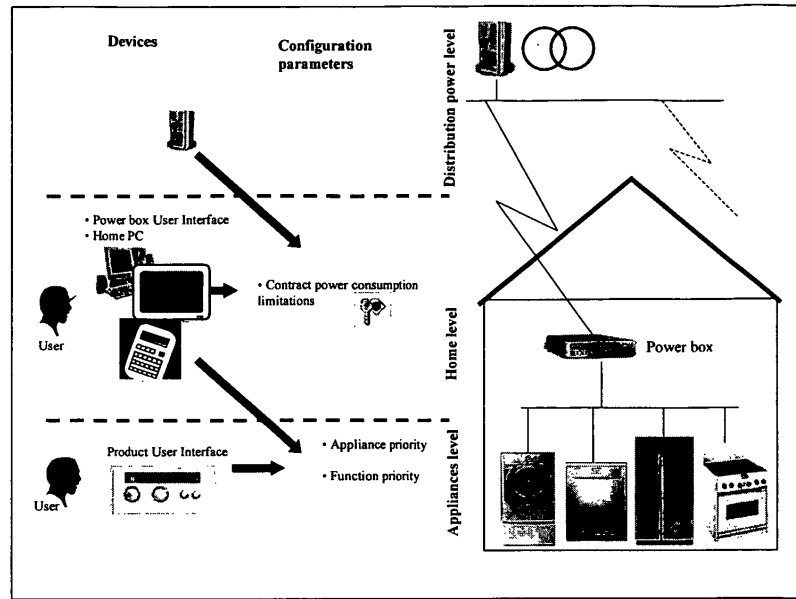 Devices
Configuration
parameters
Distribution power level
• Power box User Interface
• Home PC
• Contract power consumption
limitations
User
Home level
Power box
Product User Interface
• Appliance priority
• Function priority
User
Appliances level